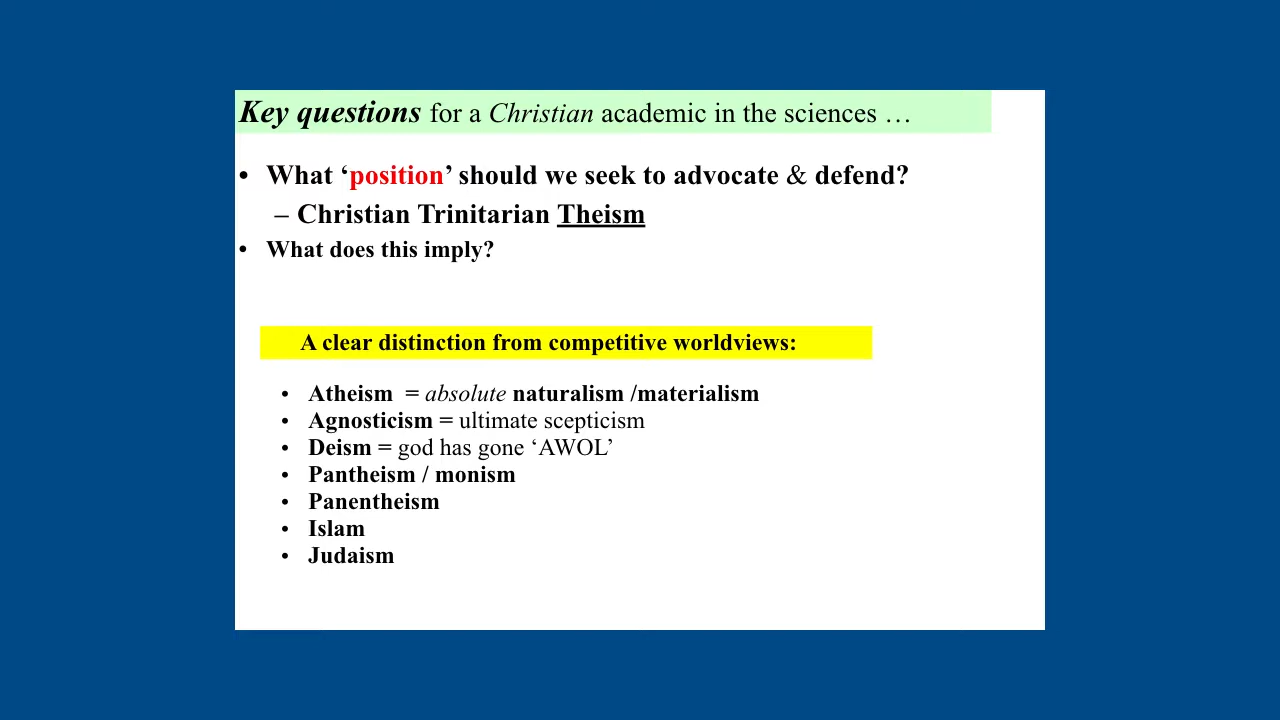 Key questions for a Christian academic in the sciences …
• What ‘position’ should we seek to advocate & defend?
– Christian Trinitarian Theism
• What does this imply?
A clear distinction from competitive worldviews:
• Atheism = absolute naturalism /materialism
• Agnosticism = ultimate scepticism
• Deism = god has gone ‘AWOL’
• Pantheism / monism
• Panentheism
• Islam
• Judaism